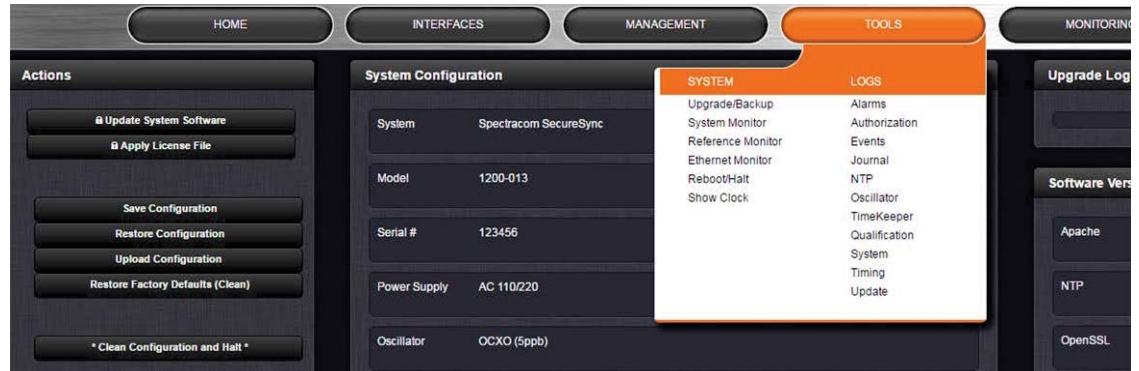 HOME
INTERFACES
MANAGEMENT
TOOLS
MONITORING
Actions
Update System Software
Apply License File
Save Configuration
Restore Configuration
Upload Configuration
Restore Factory Defaults (Clean)
* Clean Configuration and Halt *
System Configuration
System Spectracom SecureSync
Model 1200-013
Serial # 123456
Power Supply AC 110/220
Oscillator OCXO (5ppb)
SYSTEM
Upgrade/Backup
System Monitor
Reference Monitor
Ethernet Monitor
Reboot/Halt
Show Clock
LOGS
Alarms
Authorization
Events
Journal
NTP
Oscillator
TimeKeeper
Qualification
System
Timing
Update
Upgrade Log
Software Vers
Apache
NTP
OpenSSL